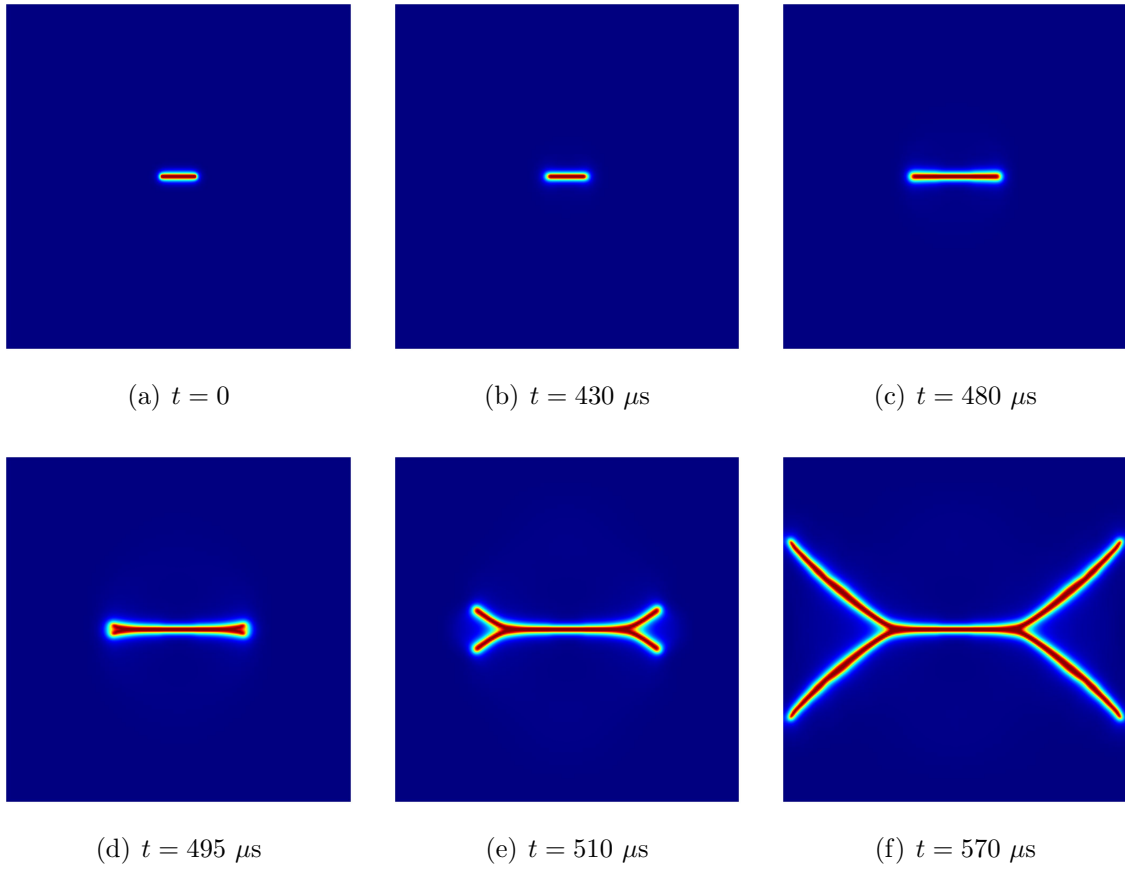 (a) t = 0
(b) t = 430 μs
(c) t = 480 μs
(d) t = 495 μs
(e) t = 510 μs
(f) t = 570 μs